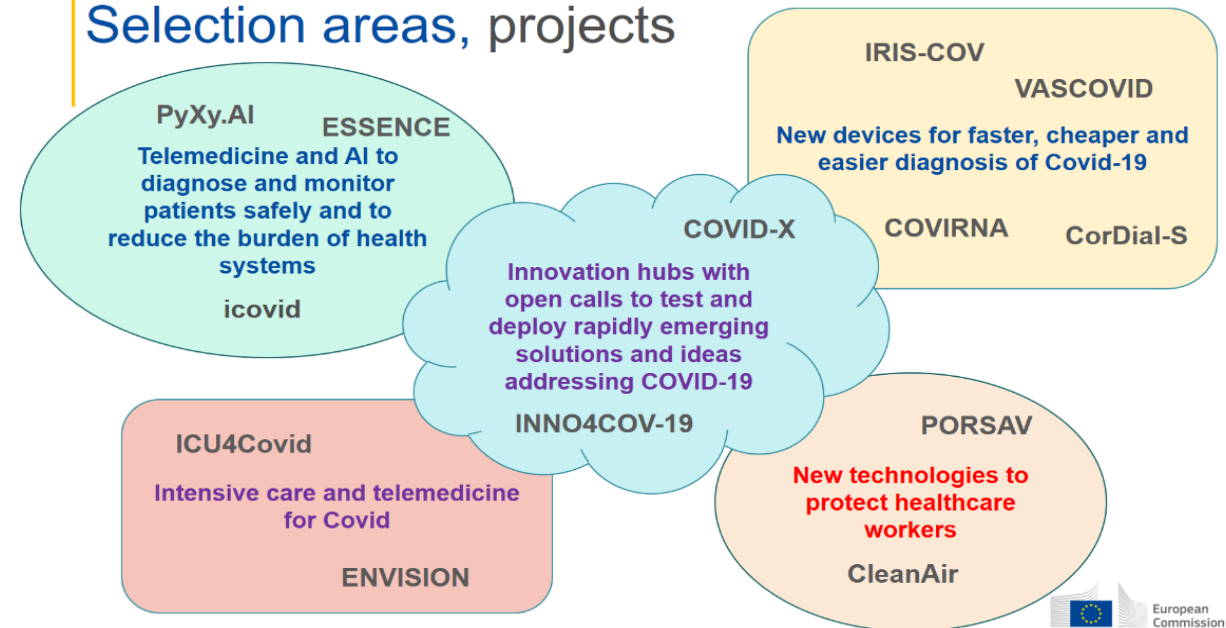 Selection areas, projects
PyXy.AI
ESSENCE
Telemedicine and AI to
diagnose and monitor
patients safely and to
reduce the burden of health
systems
icovid
IRIS-COV
VASCOVID
New devices for faster, cheaper and
easier diagnosis of Covid-19
COVIRNA
CorDial-S
COVID-X
Innovation hubs with
open calls to test and
deploy rapidly emerging
solutions and ideas
addressing COVID-19
INNO4COV-19
ICU4Covid
Intensive care and telemedicine
for Covid
ENVISION
PORSAV
New technologies to
protect healthcare
workers
CleanAir
European
Commission